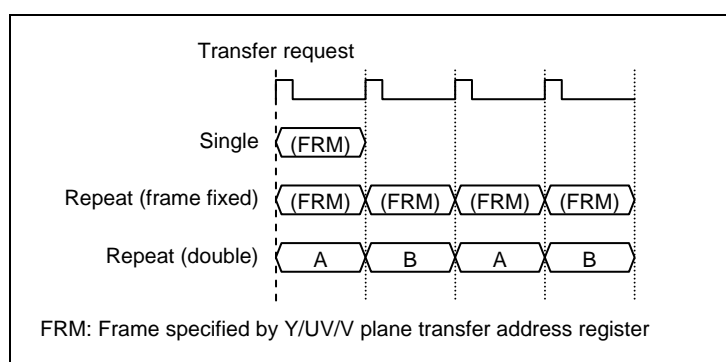 Transfer request
Single (FRM)
Repeat (frame fixed) (FRM) (FRM) (FRM) (FRM)
Repeat (double) A B A B
FRM: Frame specified by Y/UV/V plane transfer address register